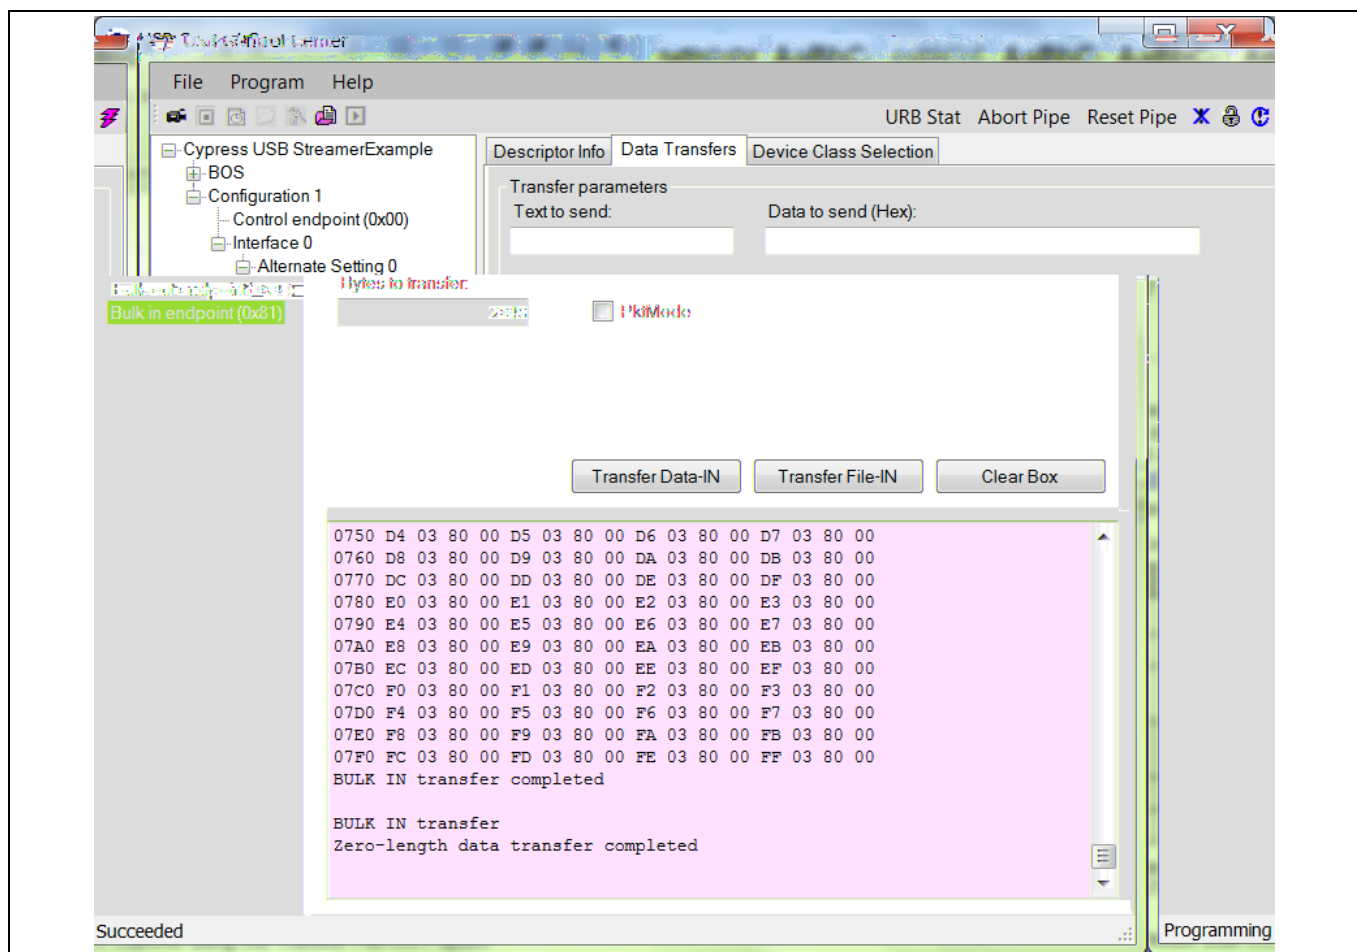 File Program Help
URB Stat Abort Pipe Reset Pipe
Cypress USB StreamerExample
Descriptor Info Data Transfers Device Class Selection
BOS
Configuration 1
Transfer parameters
Control endpoint (0x00)
Text to send: Data to send (Hex):
Interface 0
Alternate Setting 0
Bytes to transfer:
Bulk in endpoint (0x81)
PktMode
Transfer Data-IN Transfer File-IN Clear Box
0750 D4 03 80 00 D5 03 80 00 D6 03 80 00 D7 03 80 00
0760 D8 03 80 00 D9 03 80 00 DA 03 80 00 DB 03 80 00
0770 DC 03 80 00 DD 03 80 00 DE 03 80 00 DF 03 80 00
0780 E0 03 80 00 E1 03 80 00 E2 03 80 00 E3 03 80 00
0790 E4 03 80 00 E5 03 80 00 E6 03 80 00 E7 03 80 00
07A0 E8 03 80 00 E9 03 80 00 EA 03 80 00 EB 03 80 00
07B0 EC 03 80 00 ED 03 80 00 EE 03 80 00 EF 03 80 00
07C0 F0 03 80 00 F1 03 80 00 F2 03 80 00 F3 03 80 00
07D0 F4 03 80 00 F5 03 80 00 F6 03 80 00 F7 03 80 00
07E0 F8 03 80 00 F9 03 80 00 FA 03 80 00 FB 03 80 00
07F0 FC 03 80 00 FD 03 80 00 FE 03 80 00 FF 03 80 00
BULK IN transfer completed
BULK IN transfer
Zero-length data transfer completed
Succeeded
Programming